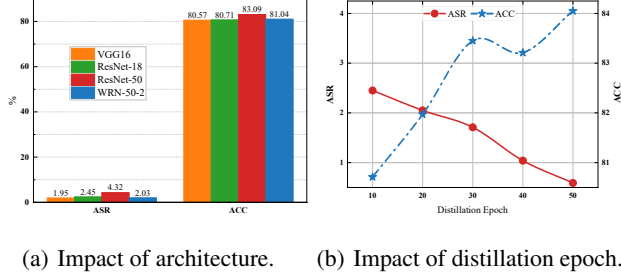 80
60
40
20
0
%
VGG16
ResNet-18
ResNet-50
WRN-50-2
1.95
2.45
4.32
2.03
80.57
80.71
83.09
81.04
ASR
ACC
ASR
ACC
4
3
2
1
ASR
84
83
82
81
ACC
10
20
30
40
50
Distillation Epoch
(a) Impact of architecture.
(b) Impact of distillation epoch.